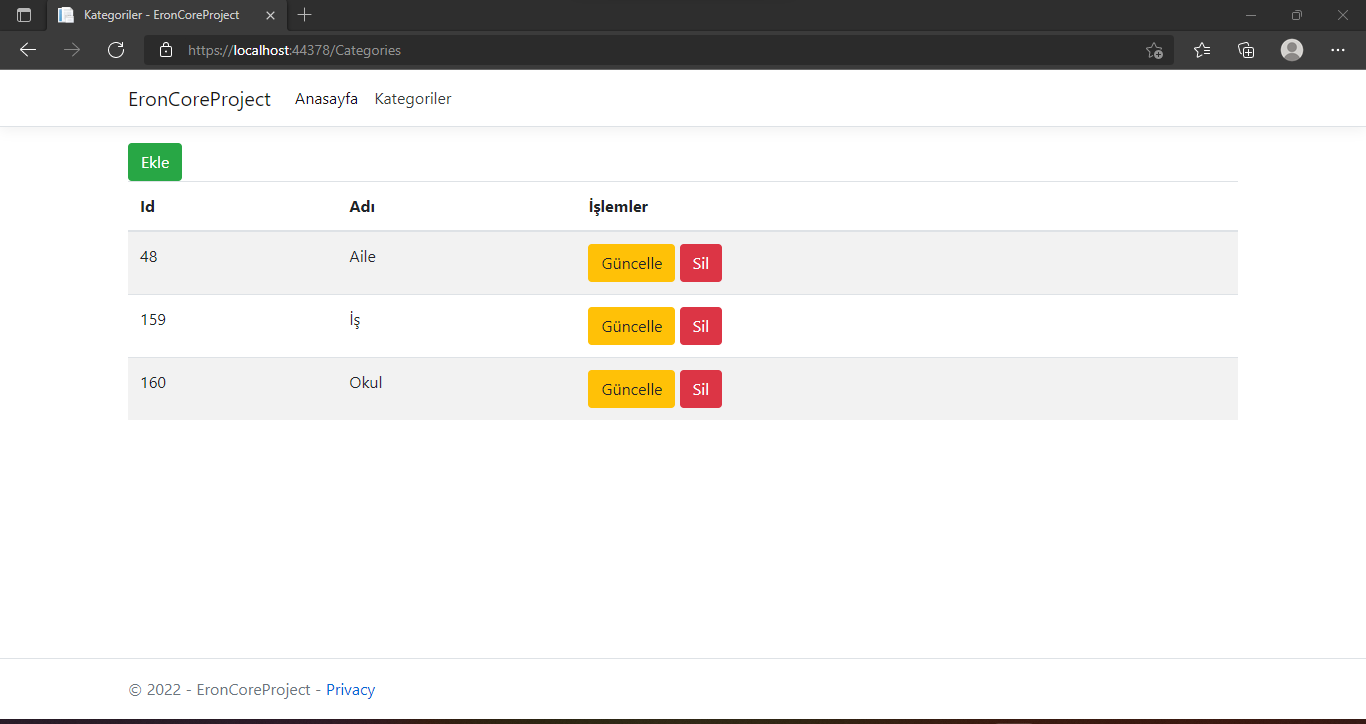 Kategoriler - EronCoreProject
https://localhost:44378/Categories
EronCoreProject Anasayfa Kategoriler
Ekle
Id Adı İşlemler
48 Aile Güncelle Sil
159 İş Güncelle Sil
160 Okul Güncelle Sil
© 2022 - EronCoreProject - Privacy